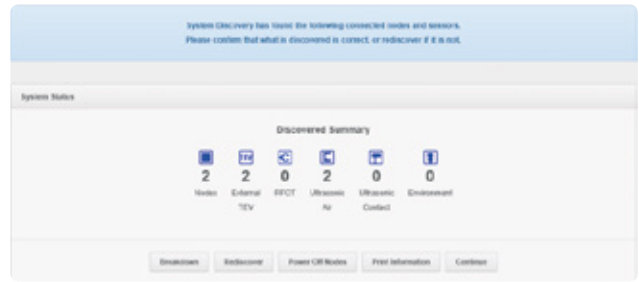 System Discovery has found the following connected nodes and sensors.
Please confirm that what is discovered is correct, or rediscover if it is not.
System Status
Discovered Summary
2 2 0 2 0 0
Nodes External RFCT Ultrasonic Ultrasonic Environment
TEV Air Contact
Breakdown Rediscover Power Off Nodes Print Information Continue